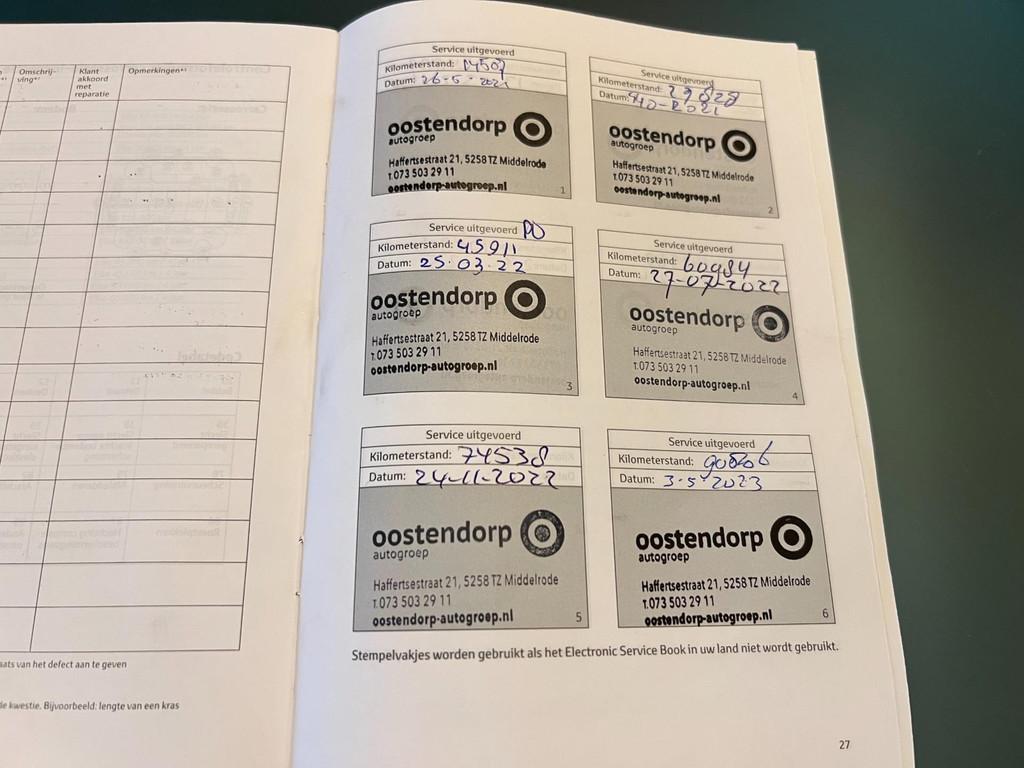 Omschrij-
ving*²
Klant
akkoord
met
reparatie
Opmerkingen*³
aats van het defect aan te geven
le kwestie. Bijvoorbeeld: lengte van een kras
Service uitgevoerd
Kilometerstand: 14507
Datum: 26-5-2021
oostendorp
autogroep
Haffertsestraat 21, 5258 TZ Middelrode
T.073 503 29 11
oostendorp-autogroep.nl
1
Service uitgevoerd
Kilometerstand: 29828
Datum: 4-10-2021
oostendorp
autogroep
Haffertsestraat 21, 5258 TZ Middelrode
T.073 503 29 11
oostendorp-autogroep.nl
2
Service uitgevoerd
Kilometerstand: 45911
Datum: 25.03.22
oostendorp
autogroep
Haffertsestraat 21, 5258 TZ Middelrode
T.073 503 29 11
oostendorp-autogroep.nl
3
Service uitgevoerd
Kilometerstand: 60984
Datum: 27-07-2022
oostendorp
autogroep
Haffertsestraat 21, 5258 TZ Middelrode
T.073 503 29 11
oostendorp-autogroep.nl
4
Service uitgevoerd
Kilometerstand: 74538
Datum: 24-11-2022
oostendorp
autogroep
Haffertsestraat 21, 5258 TZ Middelrode
T.073 503 29 11
oostendorp-autogroep.nl
5
Service uitgevoerd
Kilometerstand:
Datum: 3-5-2023
oostendorp
autogroep
Haffertsestraat 21, 5258 TZ Middelrode
T.073 503 29 11
oostendorp-autogroep.nl
6
Stempelvakjes worden gebruikt als het Electronic Service Book in uw land niet wordt gebruikt.
27